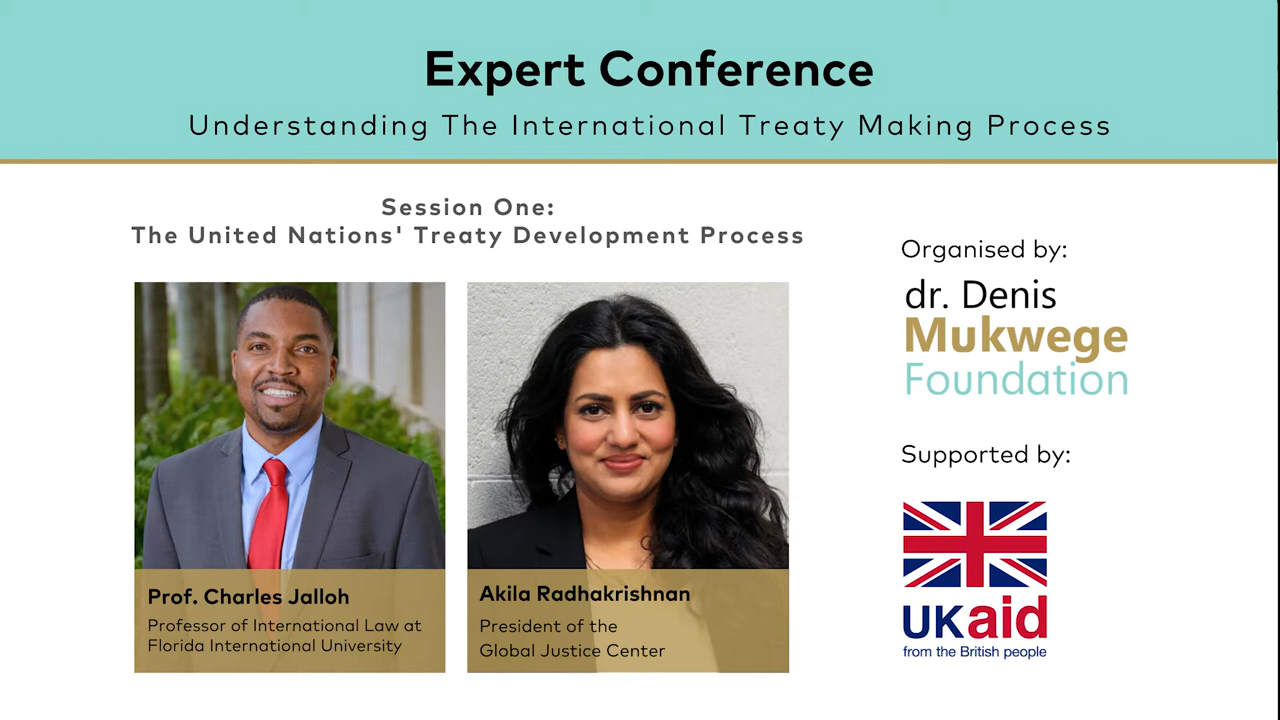 Expert Conference
Understanding The International Treaty Making Process
Session One:
The United Nations' Treaty Development Process
Prof. Charles Jalloh
Professor of International Law at
Florida International University
Akila Radhakrishnan
President of the
Global Justice Center
Organised by:
dr. Denis
Mukwege
Foundation
Supported by:
UKaid
from the British people